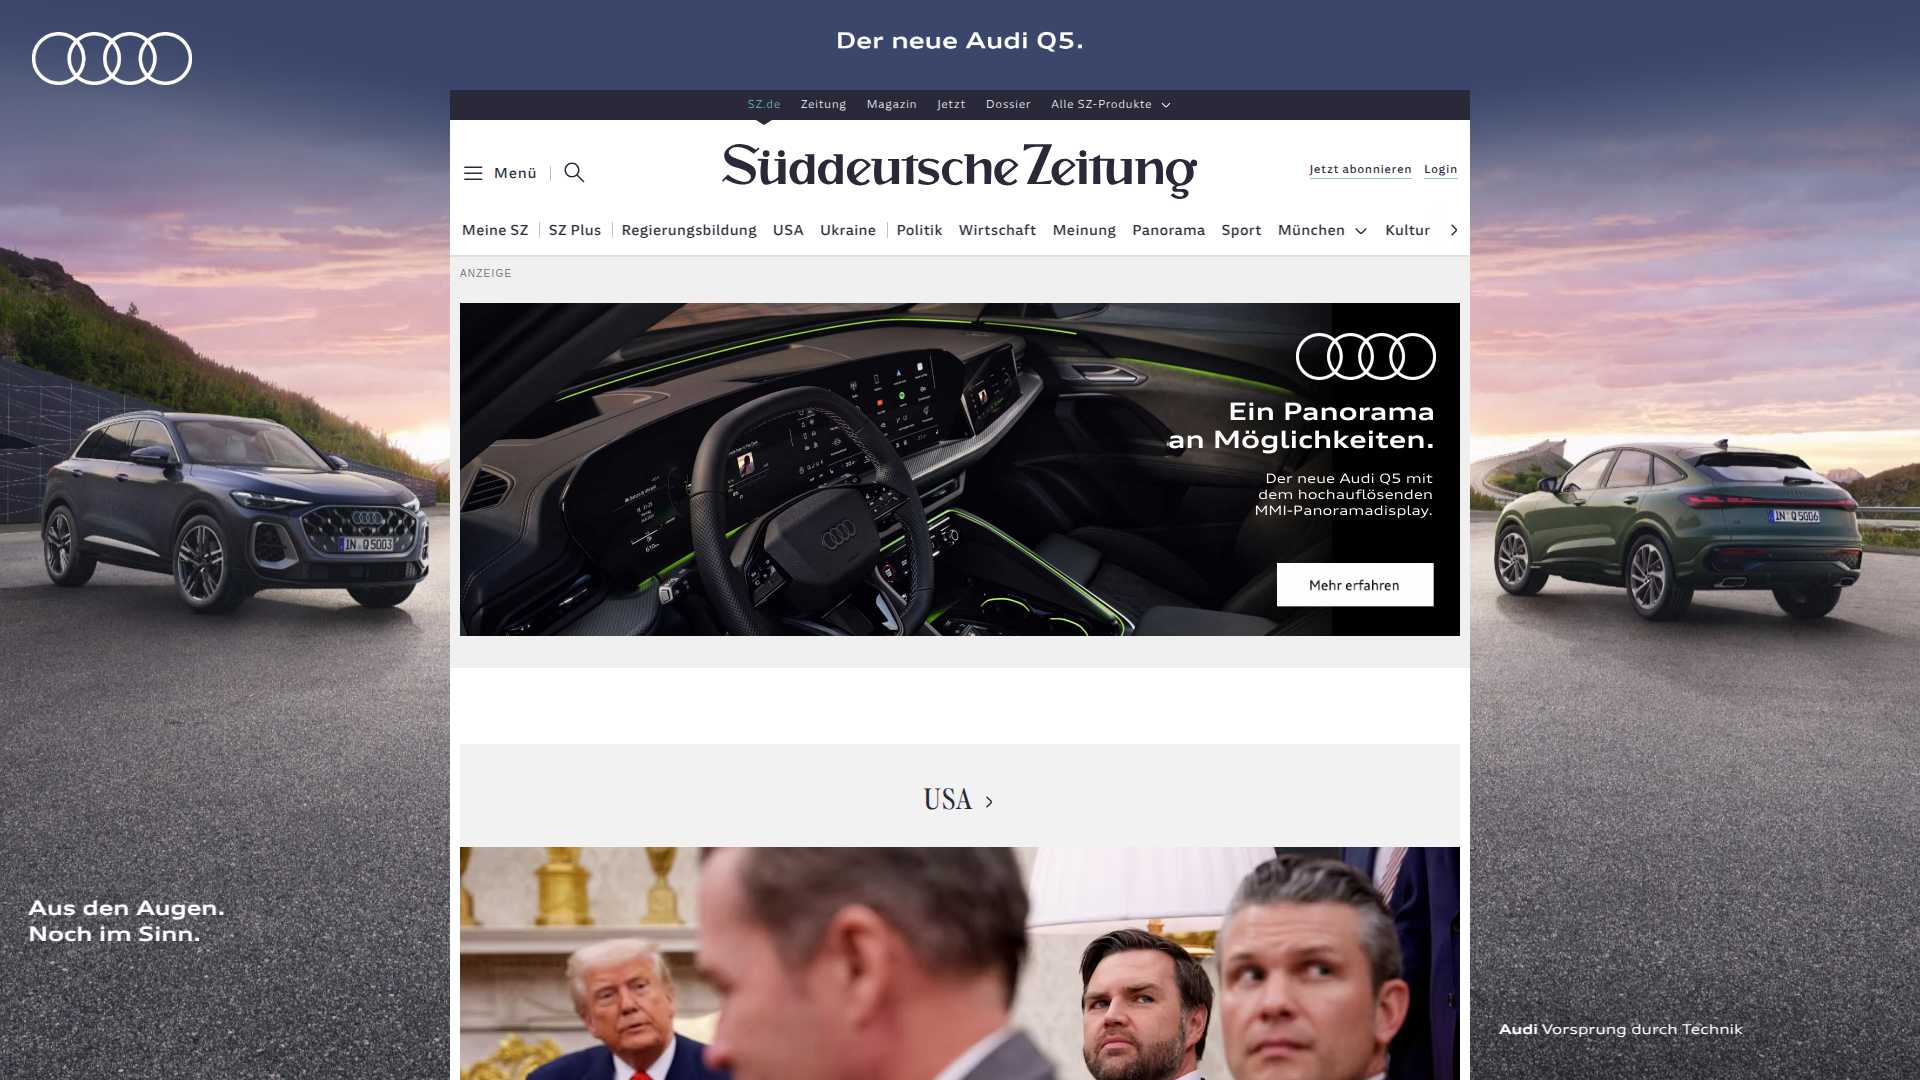 Der neue Audi Q5.
SZ.de Zeitung Magazin Jetzt Dossier Alle SZ-Produkte
Menü
Süddeutsche Zeitung
Jetzt abonnieren Login
Meine SZ SZ Plus Regierungsbildung USA Ukraine Politik Wirtschaft Meinung Panorama Sport München Kultur
ANZEIGE
Ein Panorama
an Möglichkeiten.
Der neue Audi Q5 mit
dem hochauflösenden
MMI-Panoramadisplay.
Mehr erfahren
IN Q 5003
IN Q 5006
USA
Aus den Augen.
Noch im Sinn.
Audi Vorsprung durch Technik